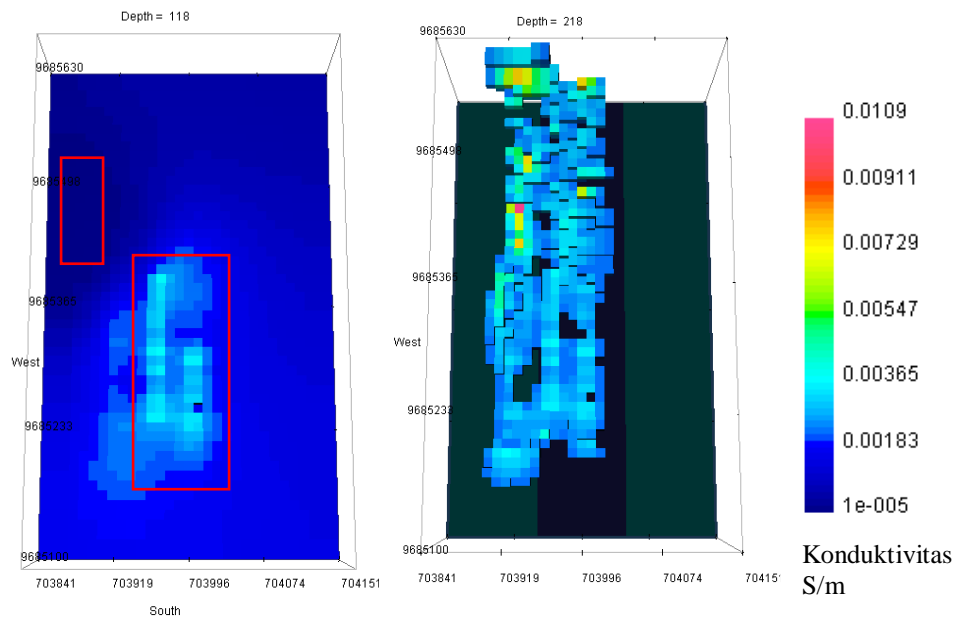 Depth = 118
9685630
9685498
9685365
West
9685233
9685100
703841 703919 703996 704074 704151
South
Depth = 218
9685630
9685498
9685365
West
9685233
9685100
703841 703919 703996 704074
0.0109
0.00911
0.00729
0.00547
0.00365
0.00183
1e-005
Konduktivitas
S/m